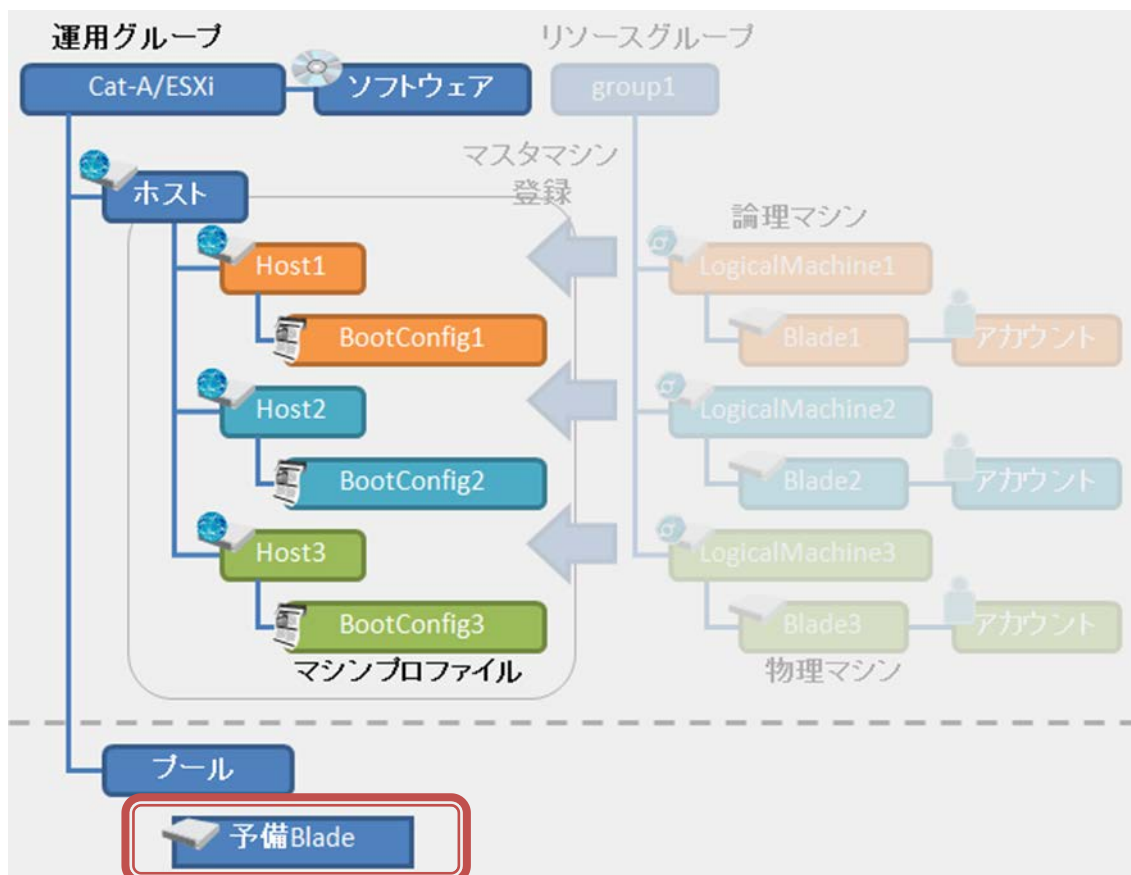 運用グループ
リソースグループ
Cat-A/ESXi
ソフトウェア
group1
マスタマシン
登録
ホスト
論理マシン
Host1
LogicalMachine1
BootConfig1
Blade1
アカウント
Host2
LogicalMachine2
BootConfig2
Blade2
アカウント
Host3
LogicalMachine3
BootConfig3
Blade3
アカウント
マシンプロファイル
物理マシン
プール
予備Blade